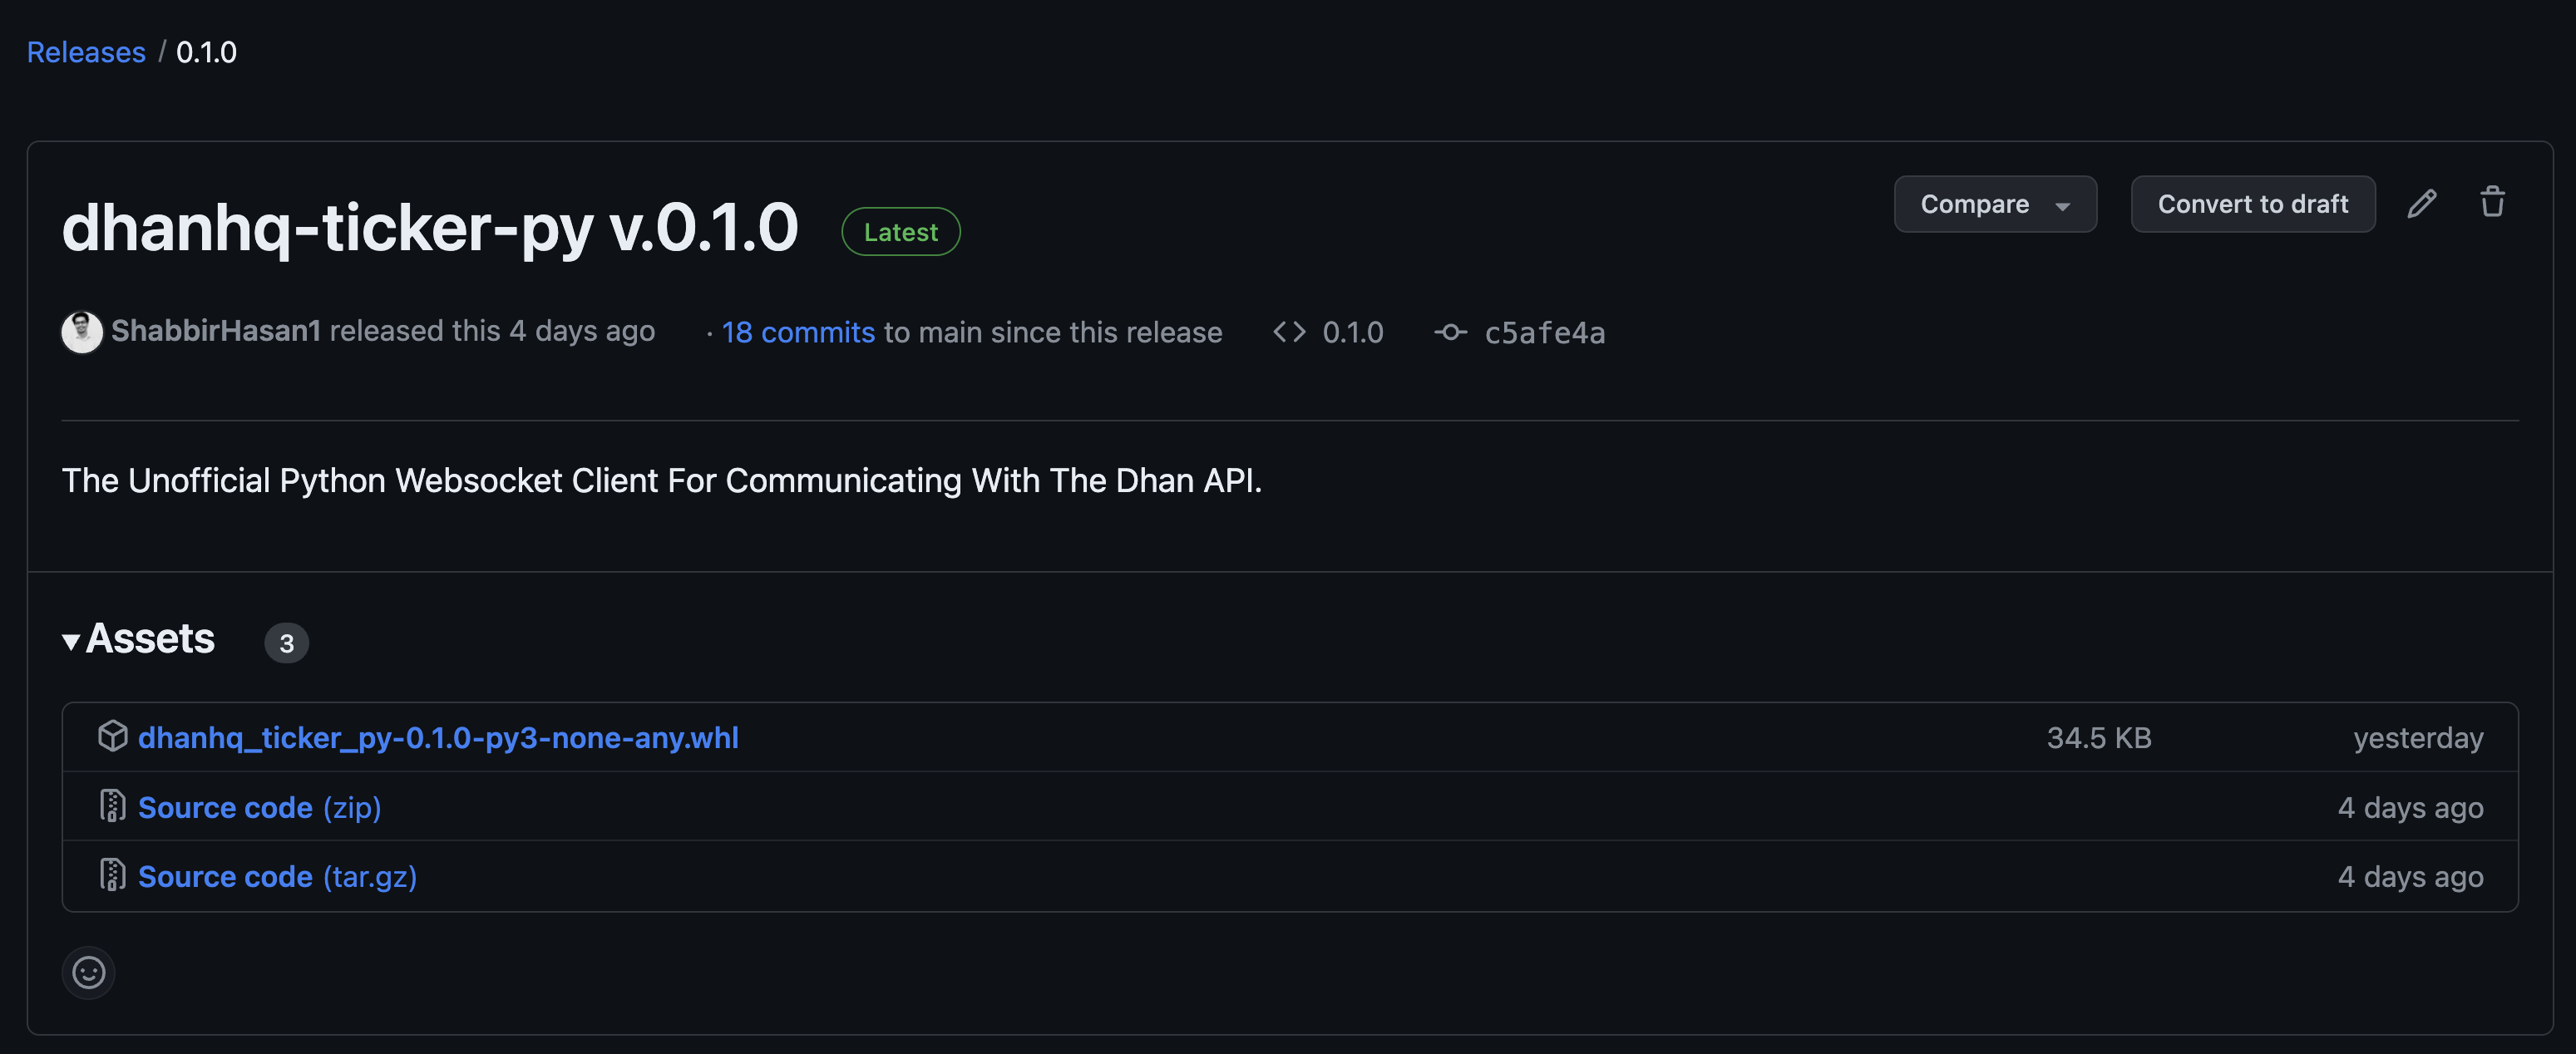 Releases / 0.1.0
dhanhq-ticker-py v.0.1.0 Latest Compare Convert to draft
ShabbirHasan1 released this 4 days ago · 18 commits to main since this release <> 0.1.0 c5afe4a
The Unofficial Python Websocket Client For Communicating With The Dhan API.
Assets 3
dhanhq_ticker_py-0.1.0-py3-none-any.whl 34.5 KB yesterday
Source code (zip) 4 days ago
Source code (tar.gz) 4 days ago